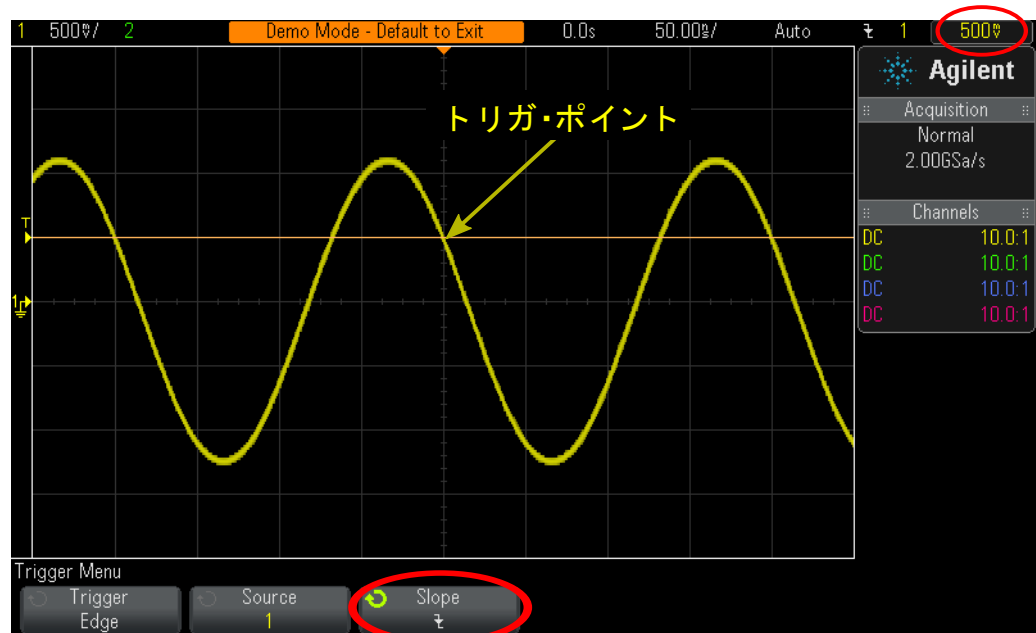 1 500mV/ 2 Demo Mode - Default to Exit 0.0s 50.00㎱/ Auto 1 500mV
Agilent
トリガ・ポイント
Acquisition
Normal
2.00GSa/s
Channels
DC 10.0:1
DC 10.0:1
DC 10.0:1
DC 10.0:1
T
1
Trigger Menu
Trigger
Edge
Source
1
Slope